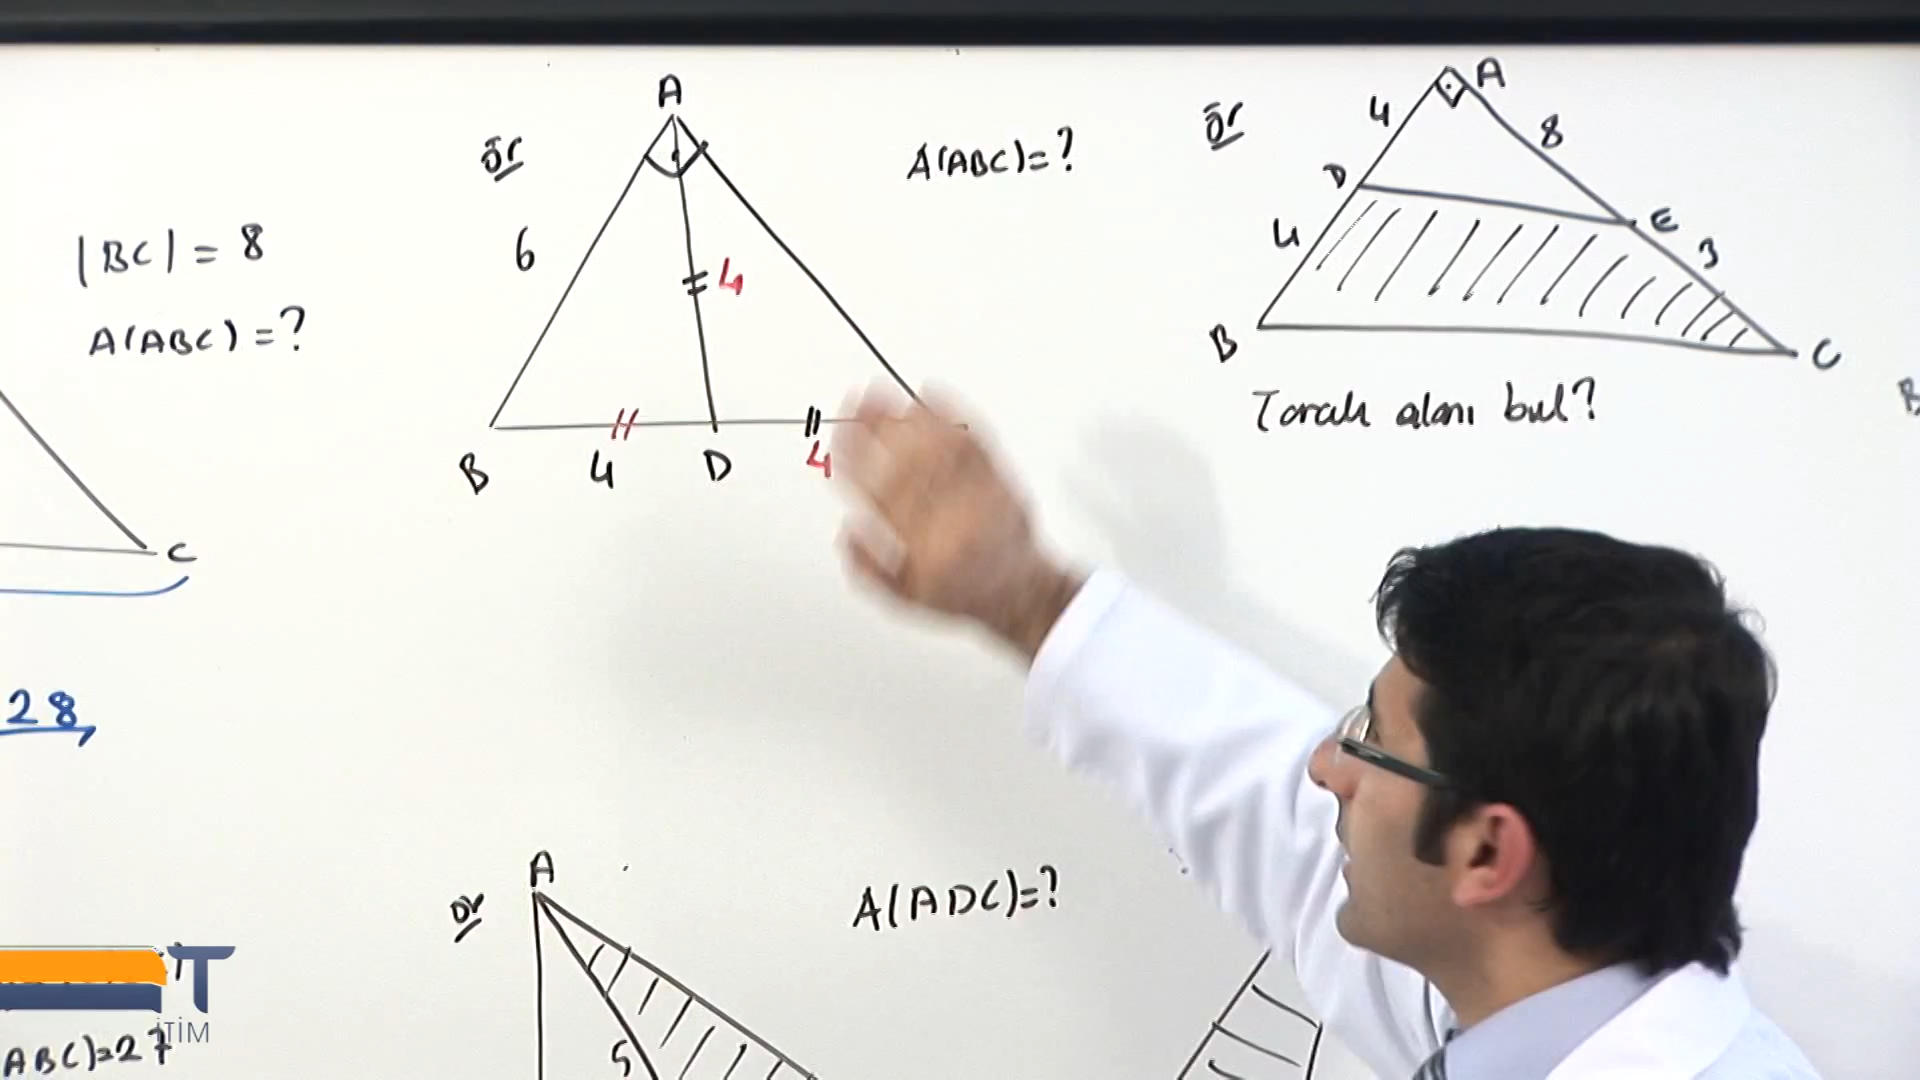 |BC| = 8
A(ABC) = ?
C
28
ABC)=27
T
İTİM
ör
A
6
4
B 4 D 4
A(ABC)=?
ör
A
4
8
D
E
4
3
B
C
Taralı alanı bul?
B
ör
A
5
A(ADC)=?